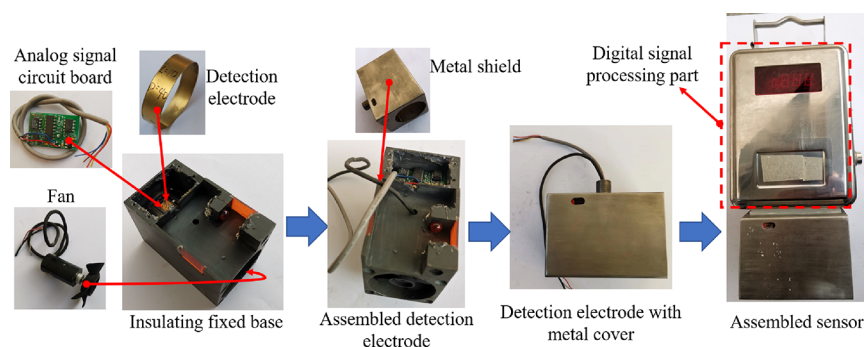 Analog signal
circuit board
Detection
electrode
Metal shield
Digital signal
processing part
Fan
Insulating fixed base
Assembled detection
electrode
Detection electrode with
metal cover
Assembled sensor